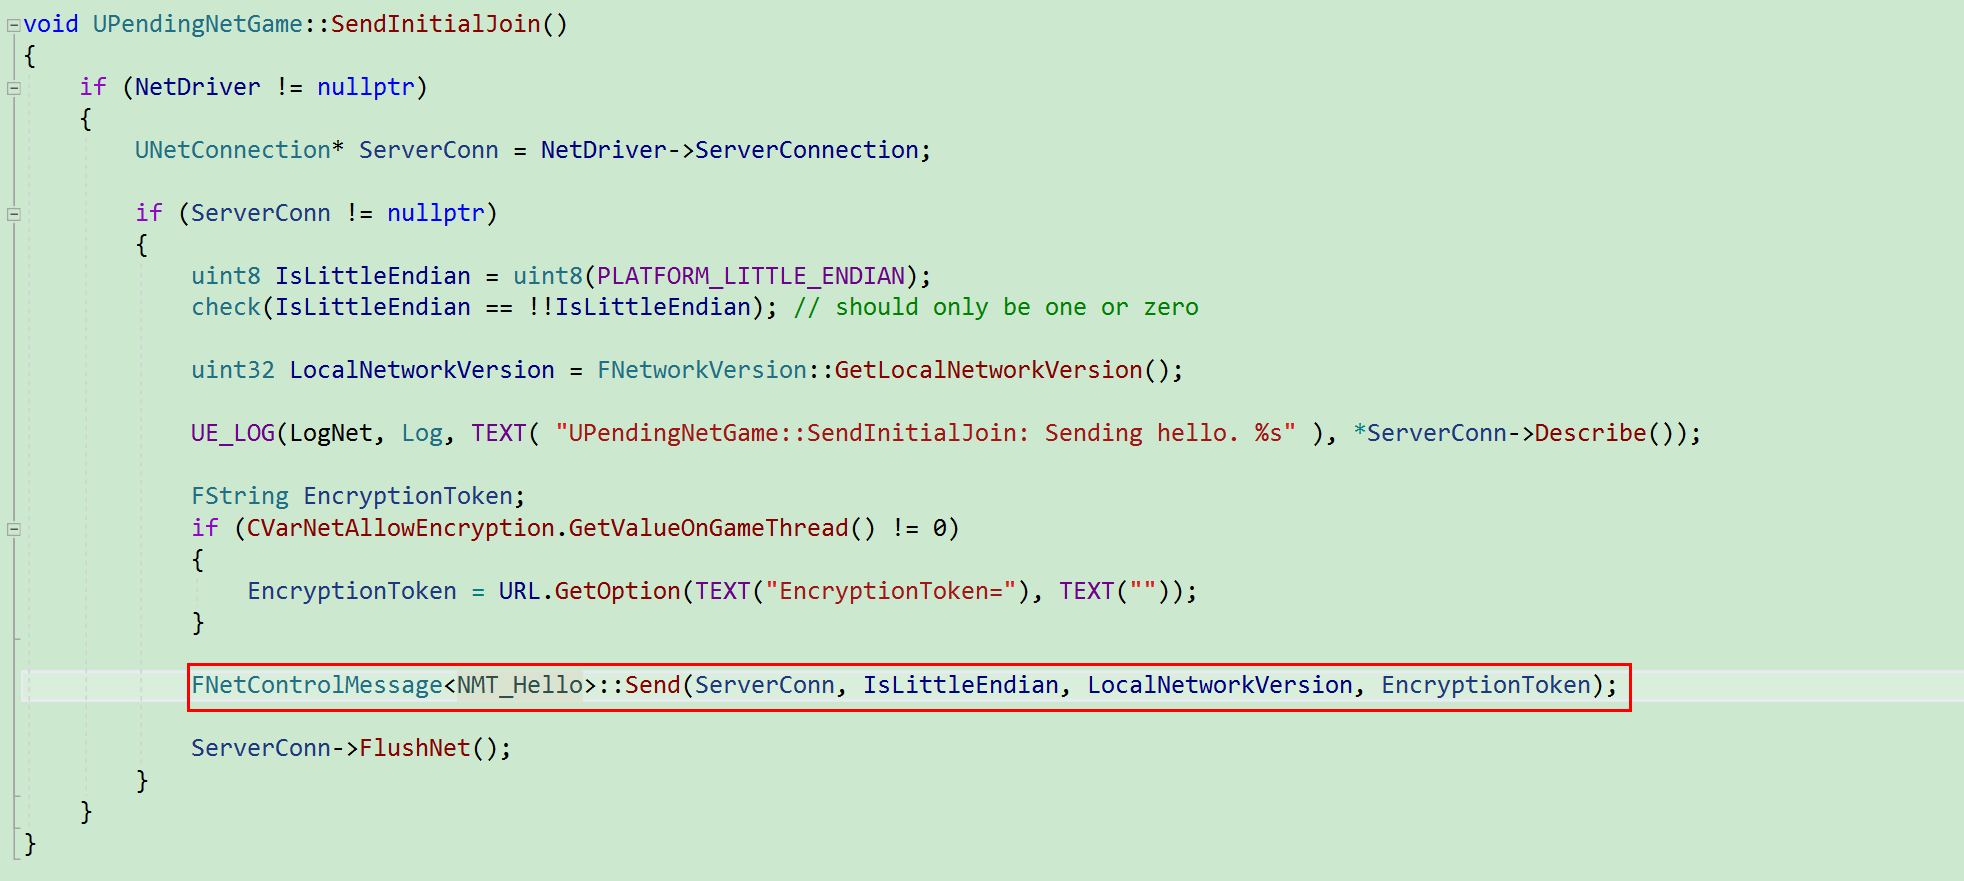 void UPendingNetGame::SendInitialJoin()
{
    if (NetDriver != nullptr)
    {
        UNetConnection* ServerConn = NetDriver->ServerConnection;
        if (ServerConn != nullptr)
        {
            uint8 IsLittleEndian = uint8(PLATFORM_LITTLE_ENDIAN);
            check(IsLittleEndian == !!IsLittleEndian); // should only be one or zero
            uint32 LocalNetworkVersion = FNetworkVersion::GetLocalNetworkVersion();
            UE_LOG(LogNet, Log, TEXT( "UPendingNetGame::SendInitialJoin: Sending hello. %s" ), *ServerConn->Describe());
            FString EncryptionToken;
            if (CVarNetAllowEncryption.GetValueOnGameThread() != 0)
            {
                EncryptionToken = URL.GetOption(TEXT("EncryptionToken="), TEXT(""));
            }
            FNetControlMessage<NMT_Hello>::Send(ServerConn, IsLittleEndian, LocalNetworkVersion, EncryptionToken);
            ServerConn->FlushNet();
        }
    }
}